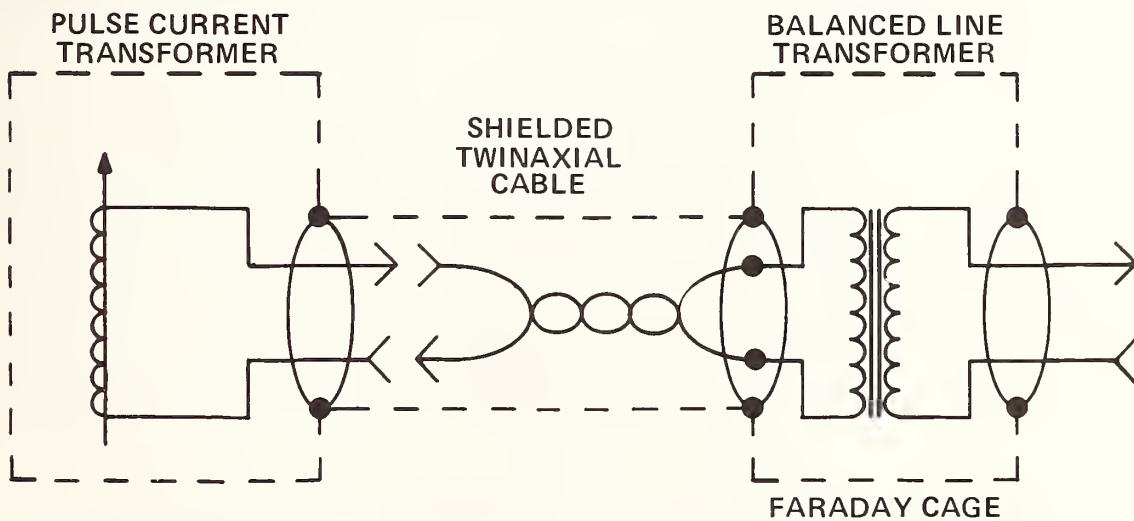 PULSE CURRENT
TRANSFORMER
BALANCED LINE
TRANSFORMER
SHIELDED
TWINAXIAL
CABLE
FARADAY CAGE